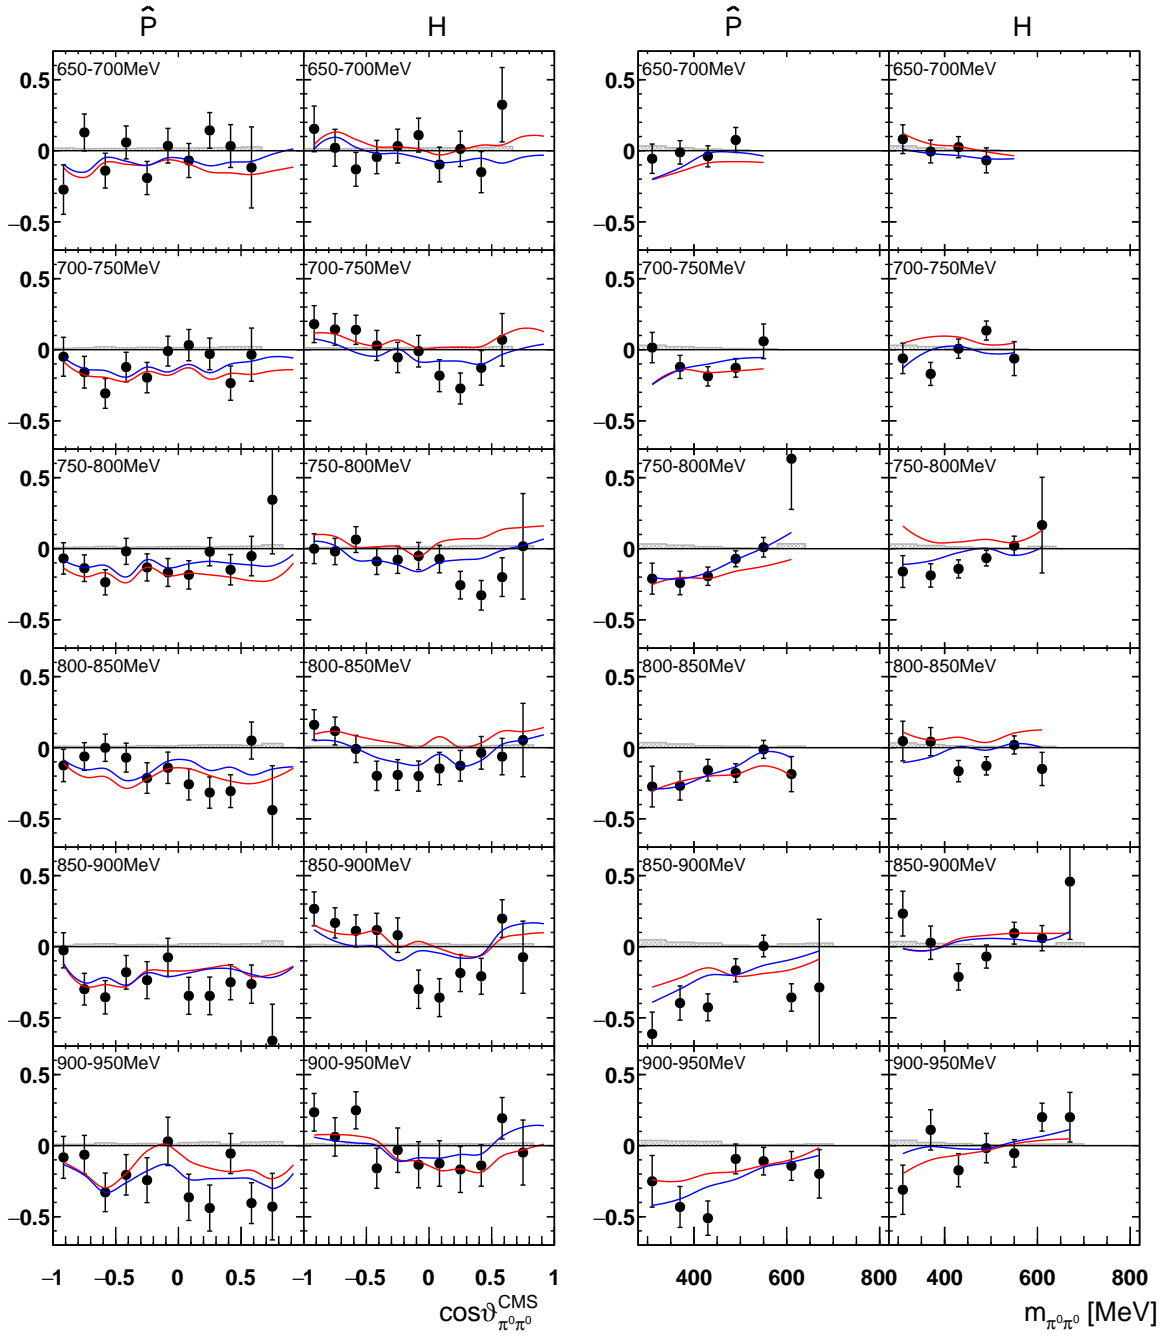 P̂ H P̂ H
650-700MeV 650-700MeV 650-700MeV 650-700MeV
0.5 0.5
0 0
−0.5 −0.5
700-750MeV 700-750MeV 700-750MeV 700-750MeV
0.5 0.5
0 0
−0.5 −0.5
750-800MeV 750-800MeV 750-800MeV 750-800MeV
0.5 0.5
0 0
−0.5 −0.5
800-850MeV 800-850MeV 800-850MeV 800-850MeV
0.5 0.5
0 0
−0.5 −0.5
850-900MeV 850-900MeV 850-900MeV 850-900MeV
0.5 0.5
0 0
−0.5 −0.5
900-950MeV 900-950MeV 900-950MeV 900-950MeV
0.5 0.5
0 0
−0.5 −0.5
−1 −0.5 0 0.5 −1 −0.5 0 0.5 1 400 600 800 400 600 800
cosϑ^CMS_π⁰π⁰ m_π⁰π⁰ [MeV]